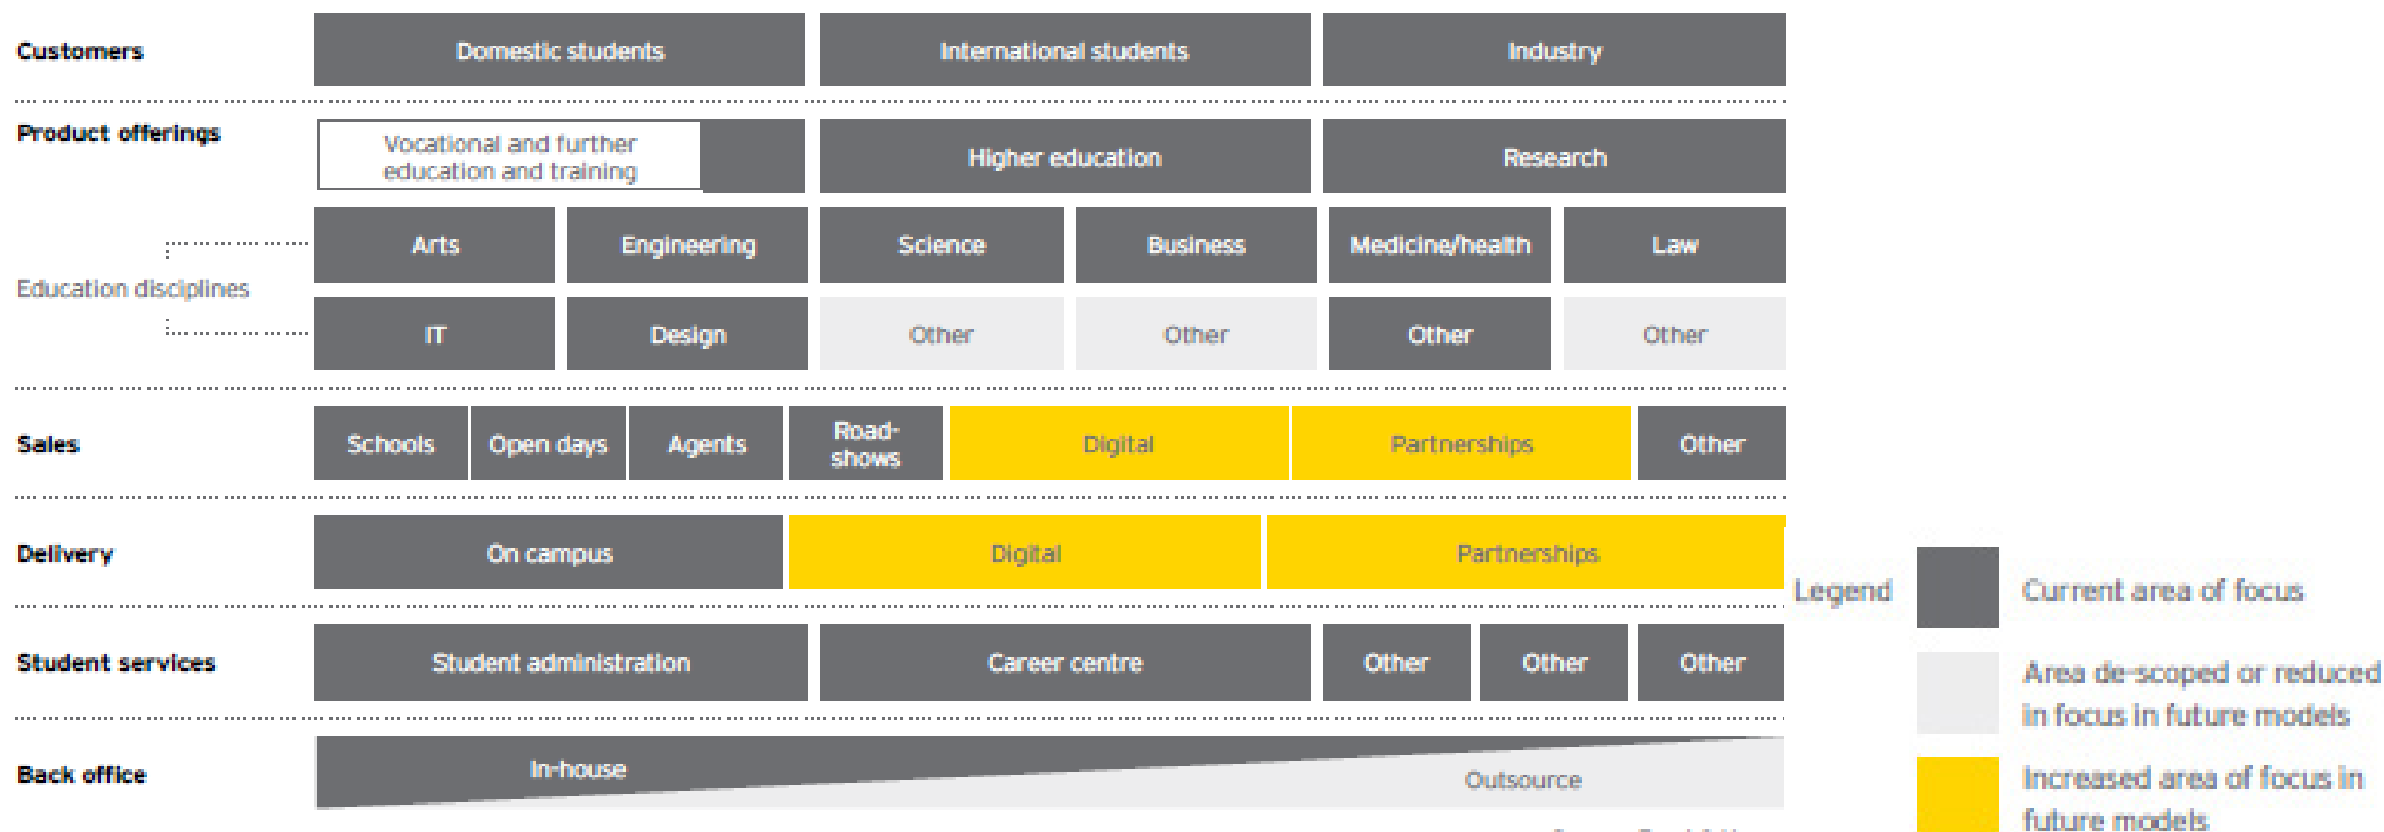 Customers
Domestic students
International students
Industry
Product offerings
Vocational and further
education and training
Higher education
Research
Education disciplines
Arts
Engineering
Science
Business
Medicine/health
Law
IT
Design
Other
Other
Other
Other
Sales
Schools
Open days
Agents
Road-
shows
Digital
Partnerships
Other
Delivery
On campus
Digital
Partnerships
Student services
Student administration
Career centre
Other
Other
Other
Back office
In-house
Outsource
Legend
Current area of focus
Area de-scoped or reduced
in focus in future models
Increased area of focus in
future models